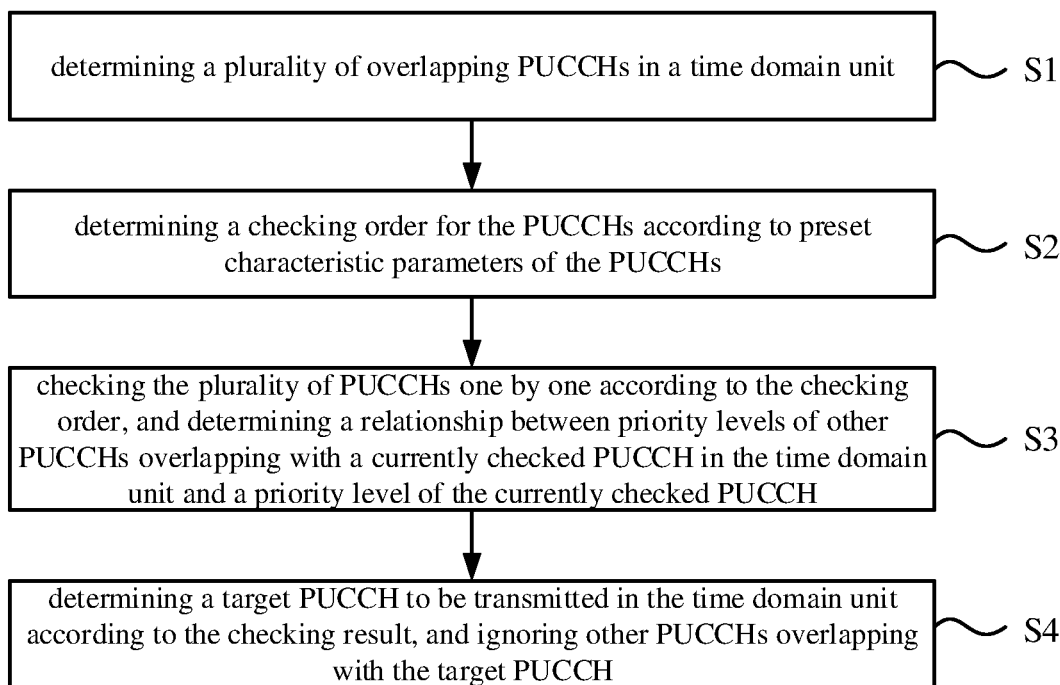 determining a plurality of overlapping PUCCHs in a time domain unit
S1
determining a checking order for the PUCCHs according to preset
characteristic parameters of the PUCCHs
S2
checking the plurality of PUCCHs one by one according to the checking
order, and determining a relationship between priority levels of other
PUCCHs overlapping with a currently checked PUCCH in the time domain
unit and a priority level of the currently checked PUCCH
S3
determining a target PUCCH to be transmitted in the time domain unit
according to the checking result, and ignoring other PUCCHs overlapping
with the target PUCCH
S4